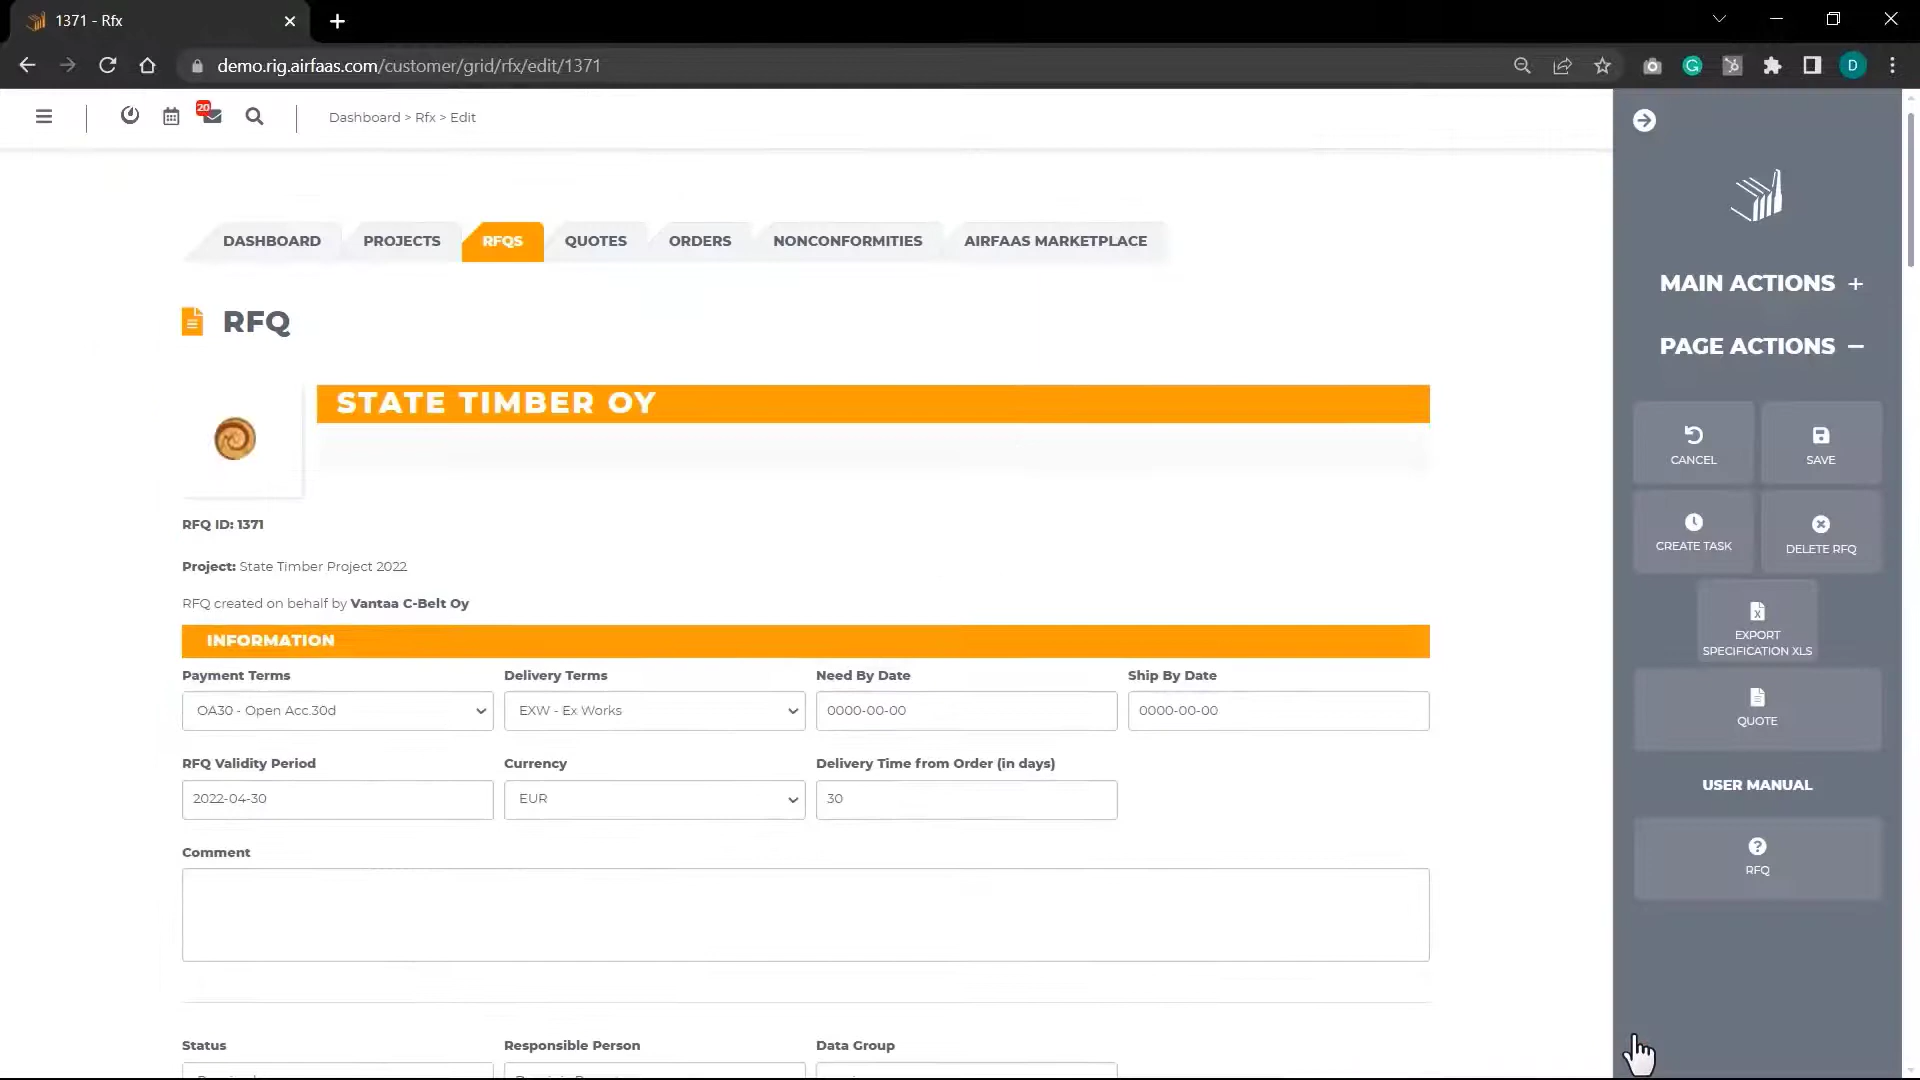 1371 - Rfx
demo.rig.airfaas.com/customer/grid/rfx/edit/1371
D
20
Dashboard > Rfx > Edit
DASHBOARD
PROJECTS
RFQS
QUOTES
ORDERS
NONCONFORMITIES
AIRFAAS MARKETPLACE
RFQ
STATE TIMBER OY
RFQ ID: 1371
Project: State Timber Project 2022
RFQ created on behalf by Vantaa C-Belt Oy
INFORMATION
Payment Terms
Delivery Terms
Need By Date
Ship By Date
OA30 - Open Acc.30d
EXW - Ex Works
0000-00-00
0000-00-00
RFQ Validity Period
Currency
Delivery Time from Order (in days)
2022-04-30
EUR
30
Comment
Status
Responsible Person
Data Group
MAIN ACTIONS +
PAGE ACTIONS −
CANCEL
SAVE
CREATE TASK
DELETE RFQ
EXPORT
SPECIFICATION XLS
QUOTE
USER MANUAL
RFQ